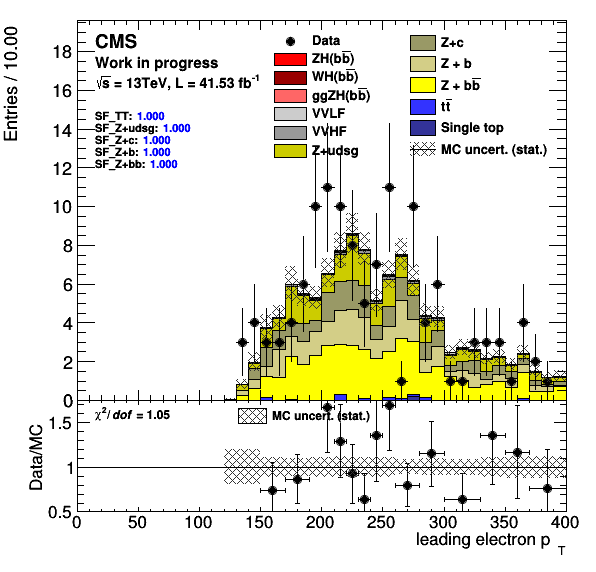 CMS
Work in progress
√s = 13TeV, L = 41.53 fb⁻¹
SF_TT: 1.000
SF_Z+udsg: 1.000
SF_Z+c: 1.000
SF_Z+b: 1.000
SF_Z+bb: 1.000
Data
ZH(bb̅)
WH(bb̅)
ggZH(bb̅)
VVLF
VVHF
Z+udsg
Z+c
Z + b
Z + bb̅
tt̅
Single top
MC uncert. (stat.)
Entries / 10.00
18
16
14
12
10
8
6
4
2
0
χ²/dof = 1.05
MC uncert. (stat.)
Data/MC
1.5
1
0.5
0 50 100 150 200 250 300 350 400
leading electron p_T